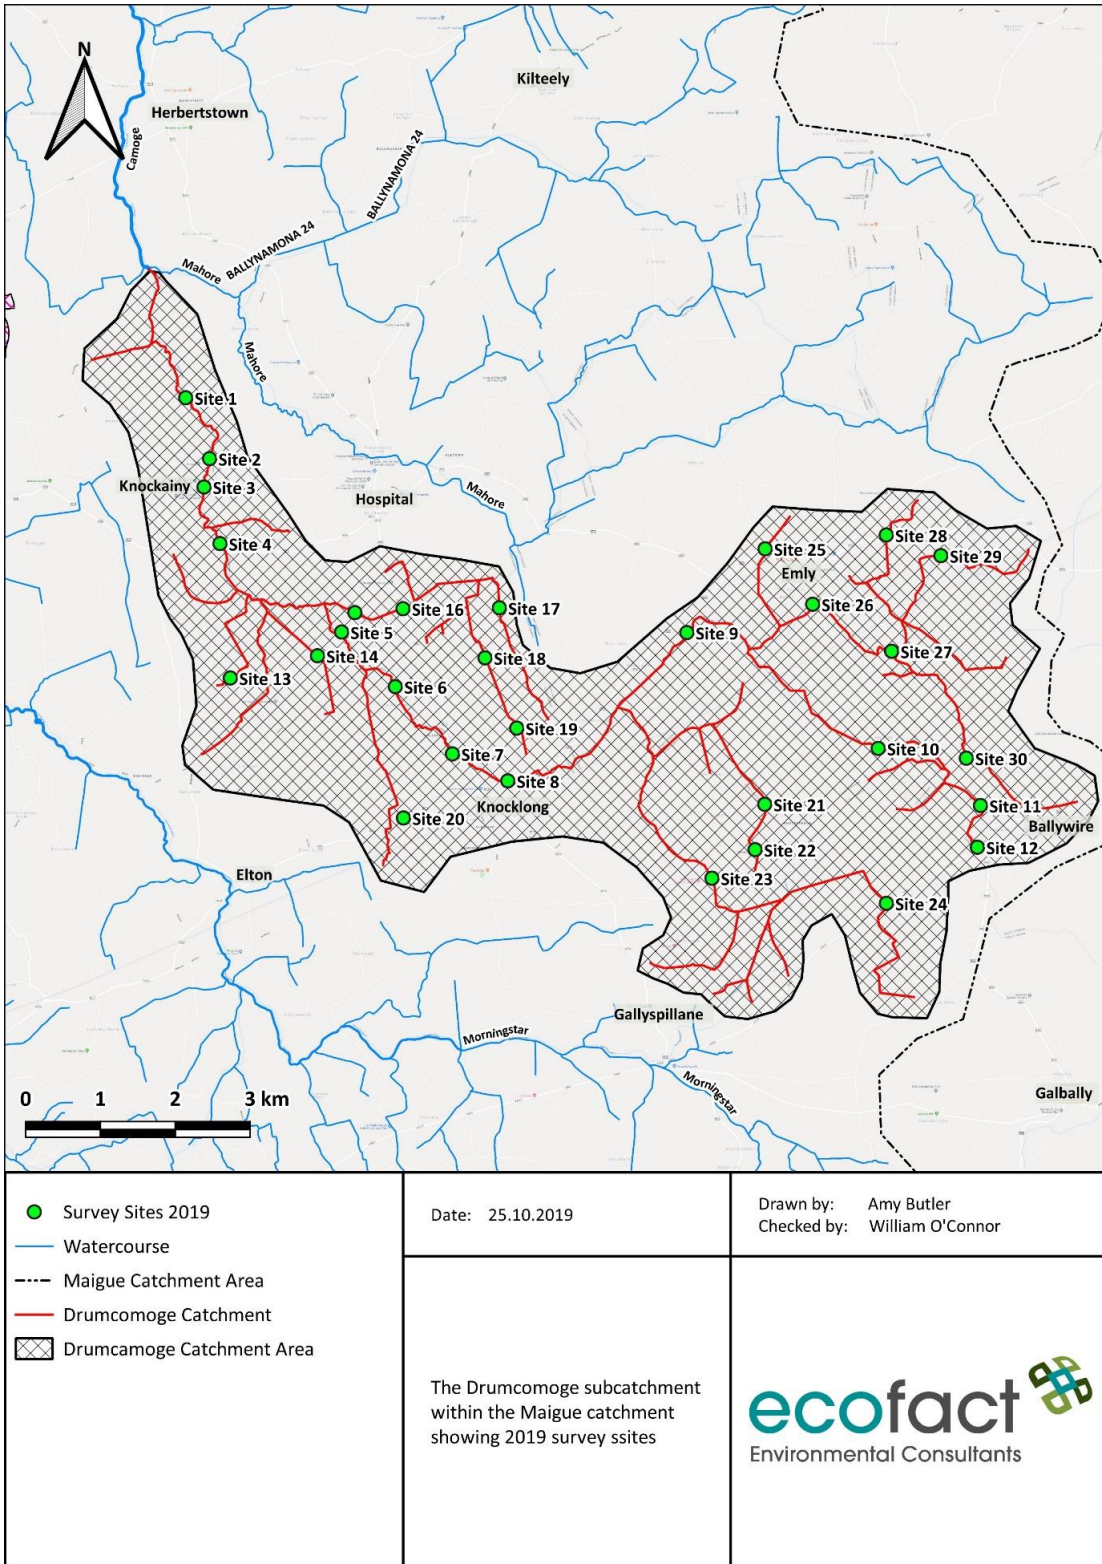 N
Kilteely
Herbertstown
Camoge
BALLYNAMONA 24
BALLYNAMONA 24
Mahore
Mahore
Site 1
Site 2
Knockainy
Site 3
Hospital
Mahore
Site 4
Site 28
Site 25
Site 29
Emly
Site 16
Site 17
Site 26
Site 5
Site 9
Site 14
Site 18
Site 27
Site 13
Site 6
Site 19
Site 7
Site 10
Site 30
Site 8
Knocklong
Site 21
Site 11
Site 20
Ballywire
Site 22
Site 12
Elton
Site 23
Site 24
Gallyspillane
Morningstar
Morningstar
Galbally
0 1 2 3 km
Survey Sites 2019
Watercourse
Maigue Catchment Area
Drumcomoge Catchment
Drumcamoge Catchment Area
Date: 25.10.2019
The Drumcomoge subcatchment
within the Maigue catchment
showing 2019 survey ssites
Drawn by: Amy Butler
Checked by: William O'Connor
ecofact
Environmental Consultants